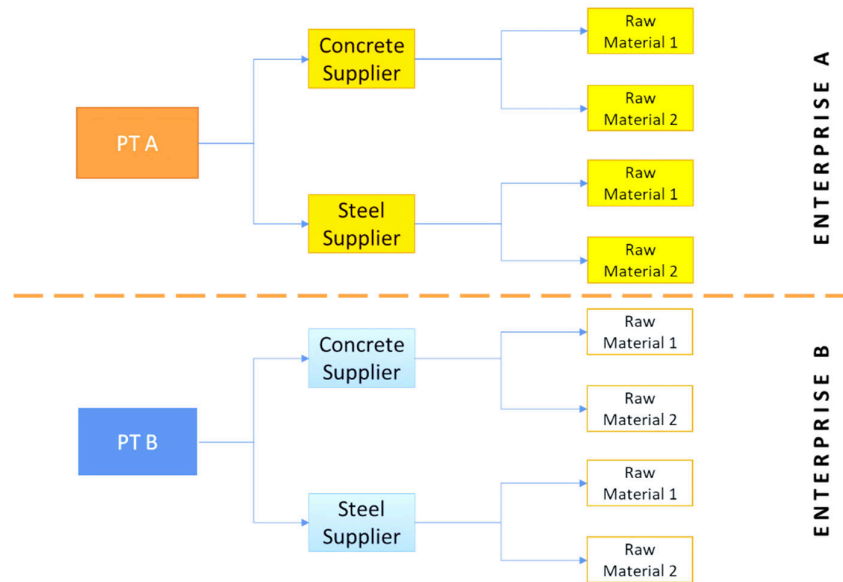 Raw
Material 1
Concrete
Supplier
Raw
Material 2
PT A
Raw
Material 1
Steel
Supplier
Raw
Material 2
ENTERPRISE A
Raw
Material 1
Concrete
Supplier
Raw
Material 2
PT B
Raw
Material 1
Steel
Supplier
Raw
Material 2
ENTERPRISE B